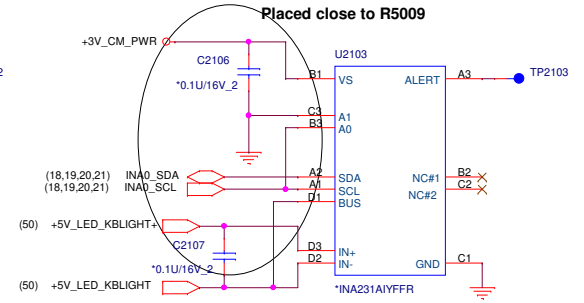 Placed close to R5009
+3V_CM_PWR
U2103
C2106
*0.1U/16V_2
B1 VS
ALERT A3 TP2103
C3 A1
B3 A0
(18,19,20,21) INA0_SDA A2 SDA
(18,19,20,21) INA0_SCL A1 SCL
D1 BUS
NC#1 B2
NC#2 C2
(50) +5V_LED_KBLIGHT+
C2107
*0.1U/16V_2
D3 IN+
D2 IN-
GND C1
(50) +5V_LED_KBLIGHT
*INA231AIYFFR